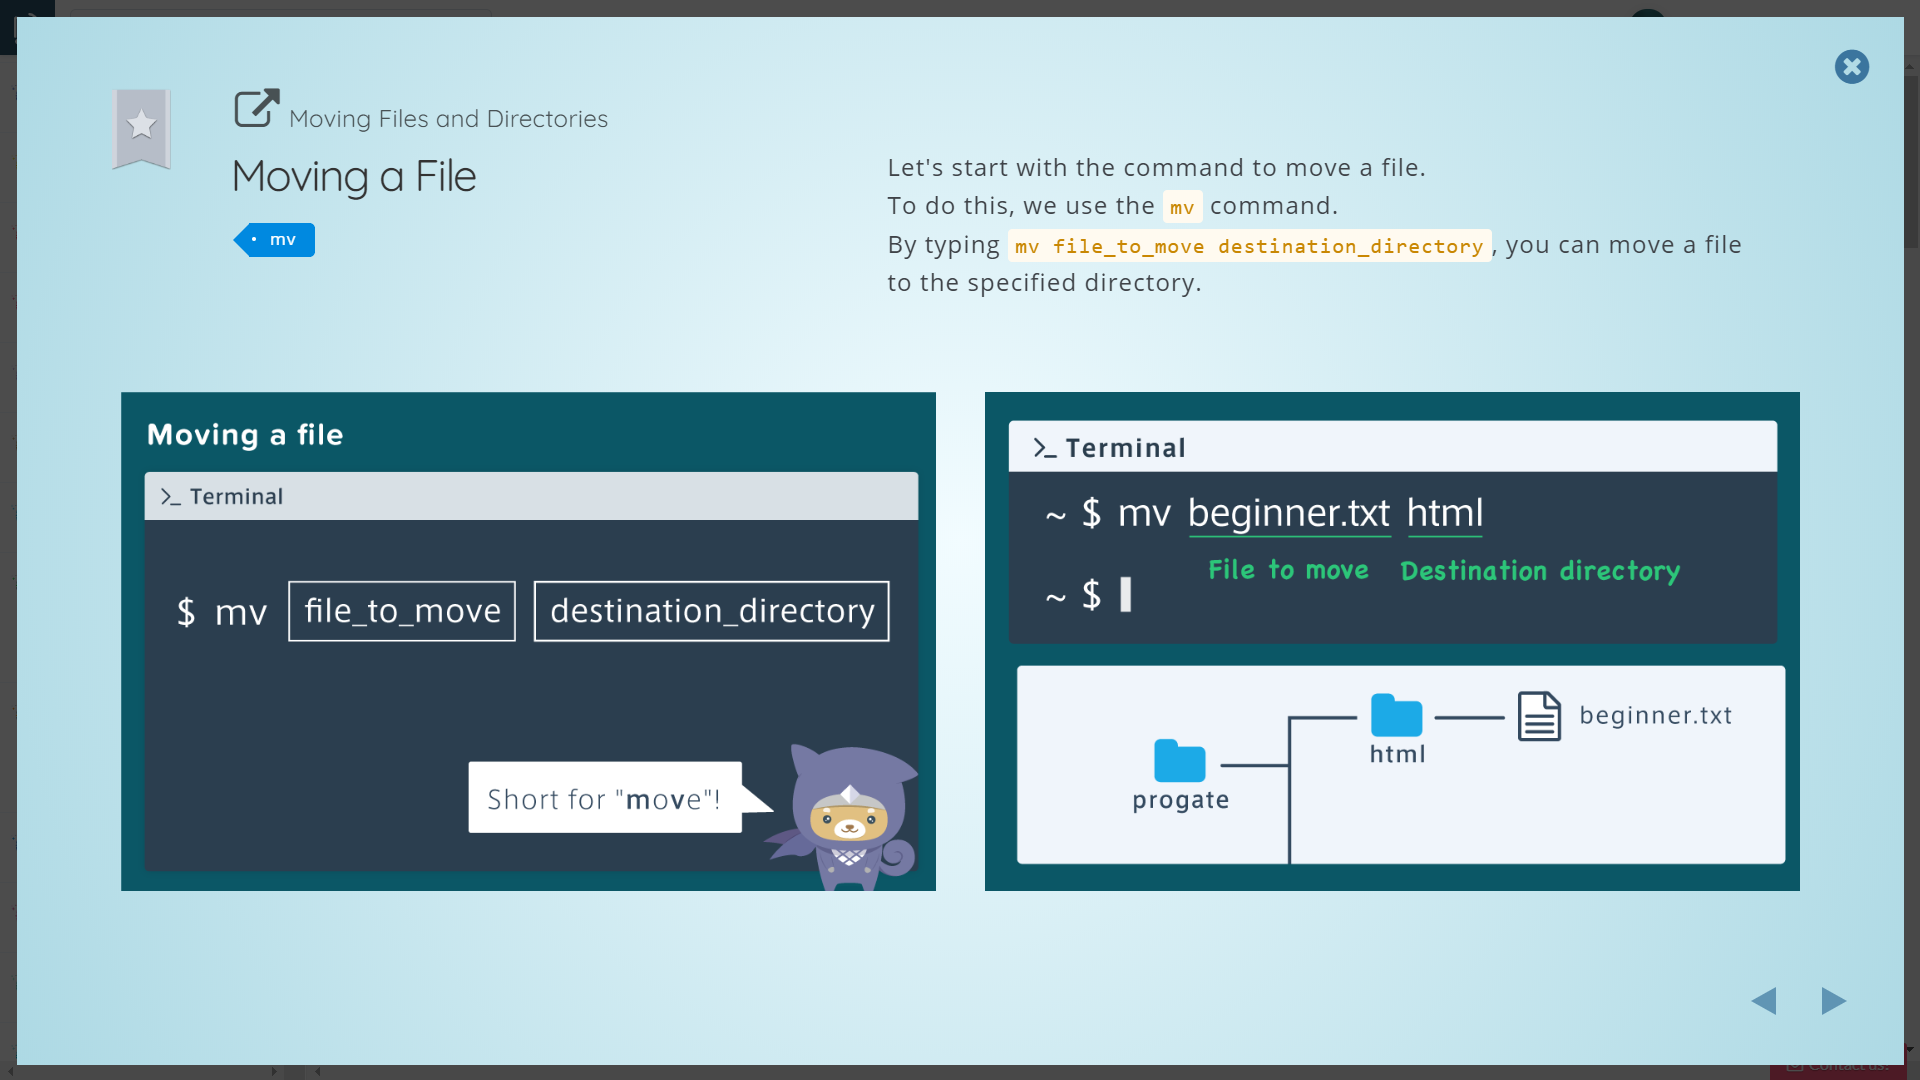 Moving Files and Directories
Moving a File
mv
Let's start with the command to move a file.
To do this, we use the mv command.
By typing mv file_to_move destination_directory, you can move a file
to the specified directory.
Moving a file
>_ Terminal
$ mv file_to_move destination_directory
Short for "move"!
>_ Terminal
~ $ mv beginner.txt html
File to move Destination directory
~ $
html
beginner.txt
progate
Contact us!